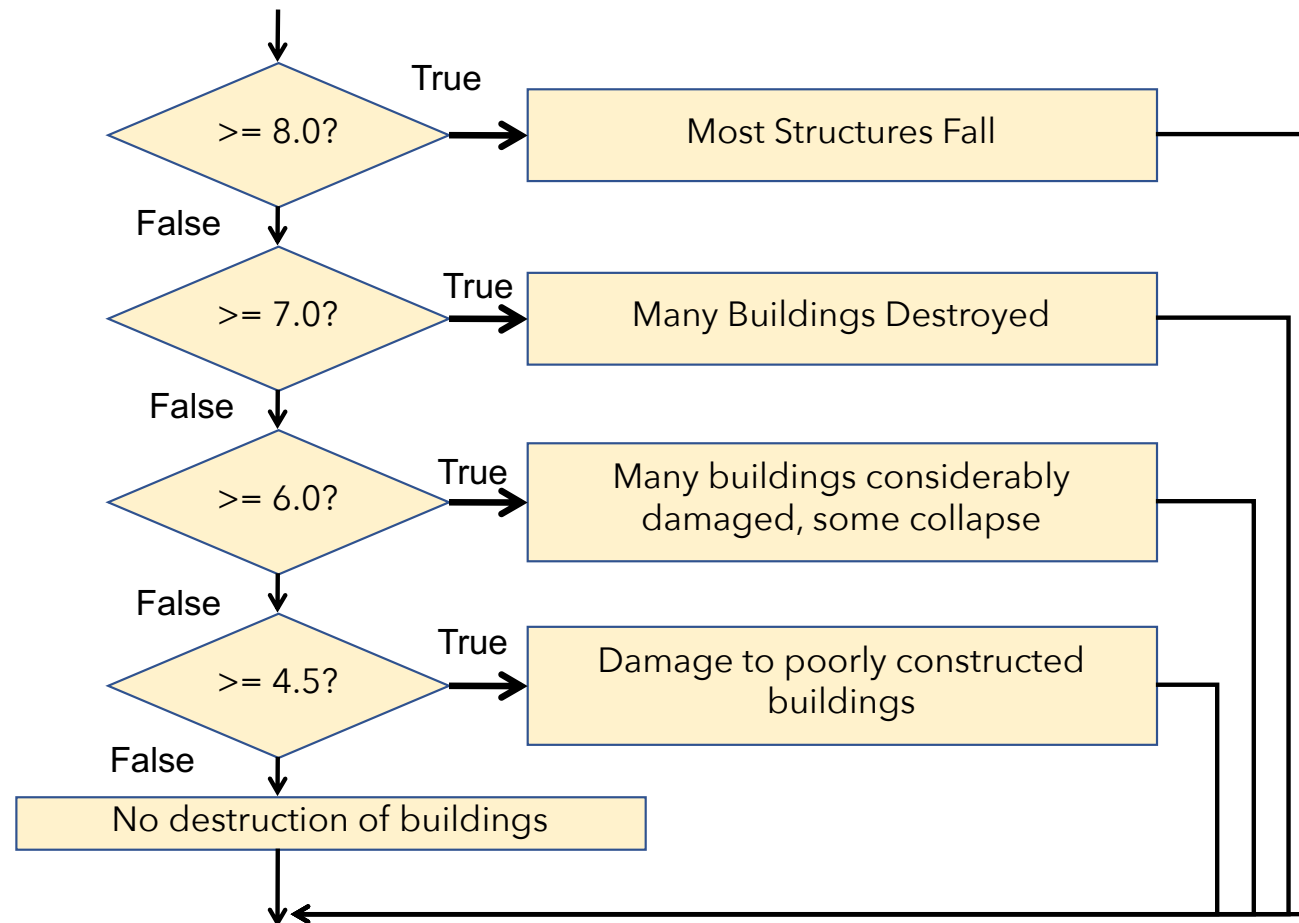 True
>= 8.0?
Most Structures Fall
False
True
>= 7.0?
Many Buildings Destroyed
False
True
>= 6.0?
Many buildings considerably
damaged, some collapse
False
True
>= 4.5?
Damage to poorly constructed
buildings
False
No destruction of buildings